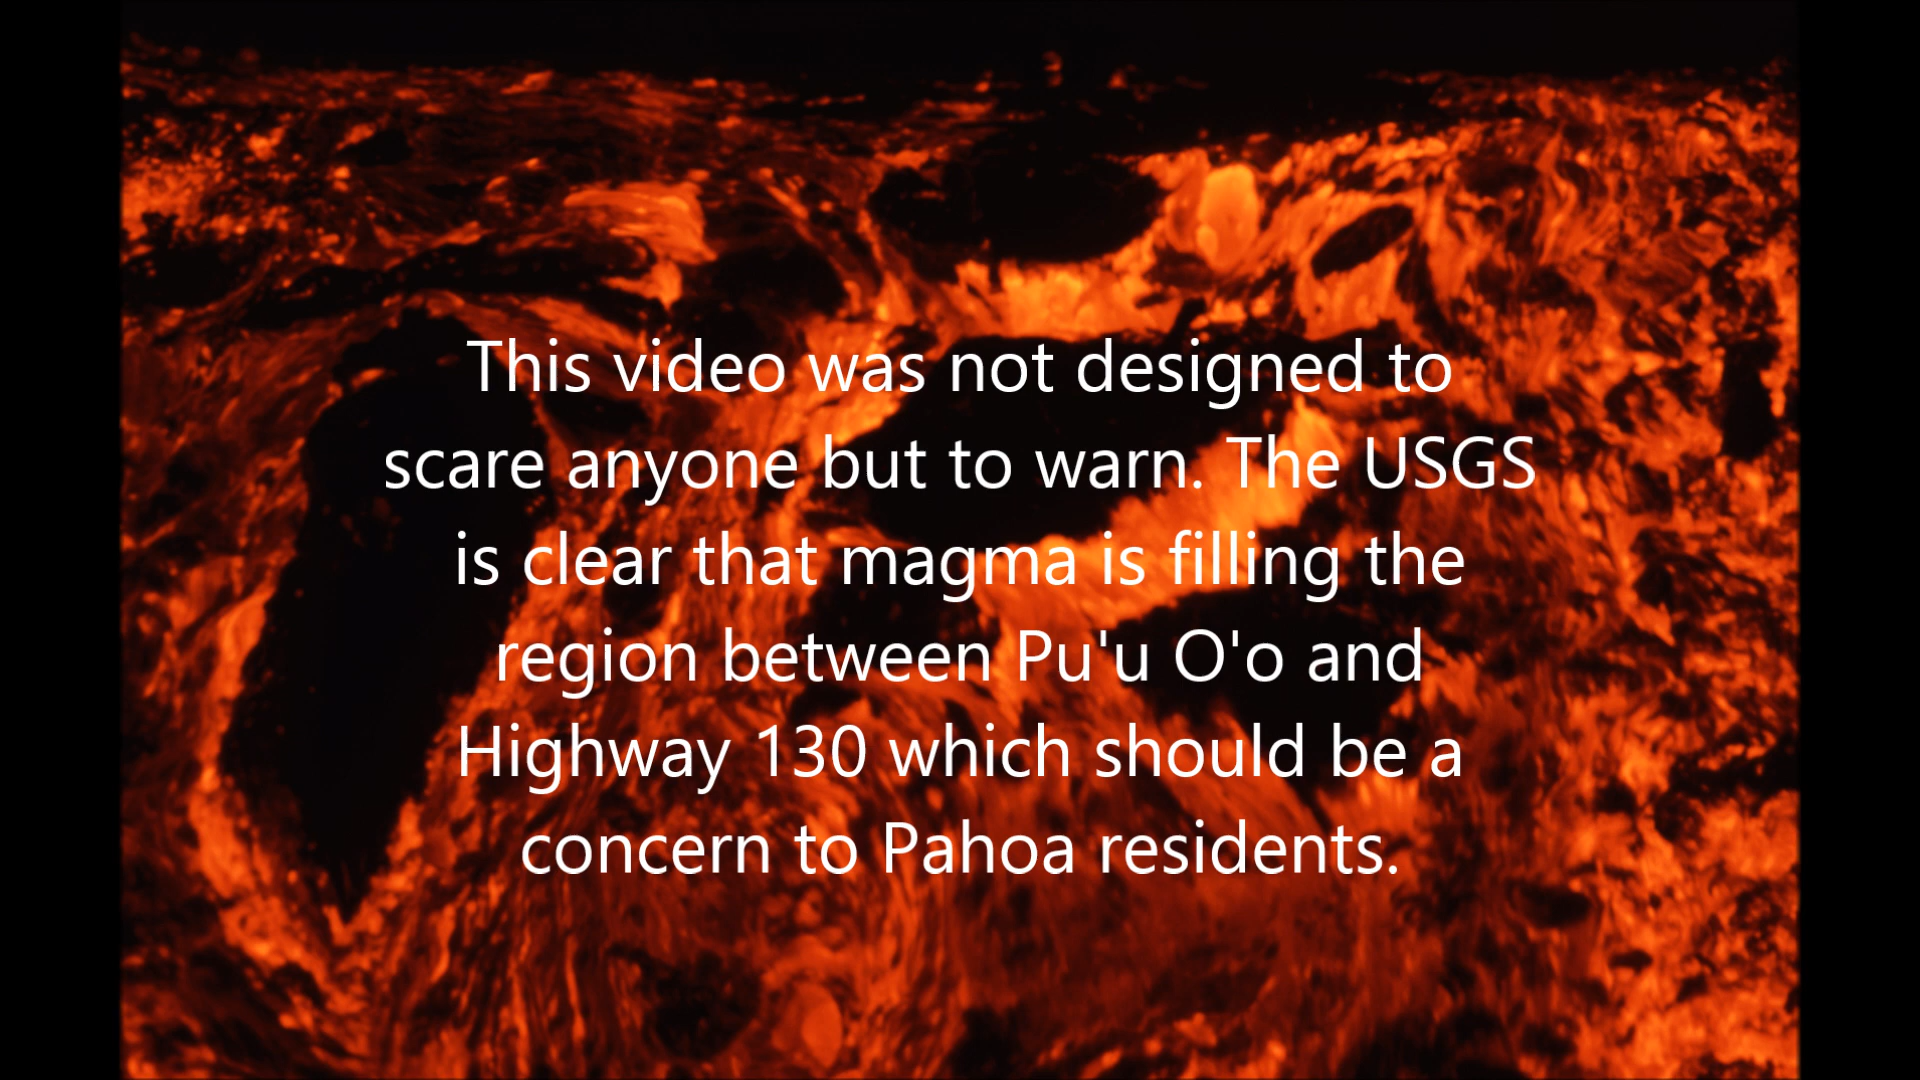 This video was not designed to
scare anyone but to warn. The USGS
is clear that magma is filling the
region between Pu'u O'o and
Highway 130 which should be a
concern to Pahoa residents.